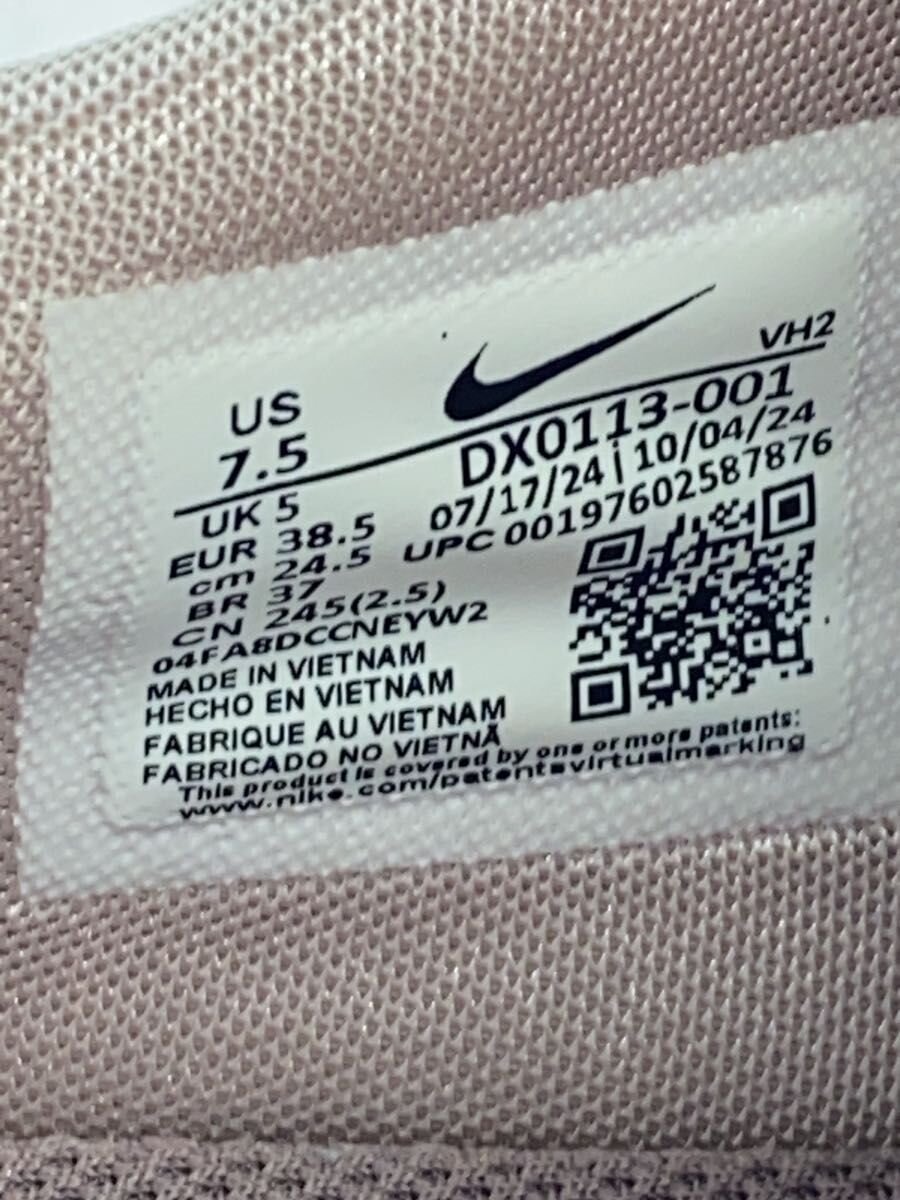 VH2
US
7.5
DX0113-001
07/17/24 | 10/04/24
UPC 001976025​87876
UK 5
EUR 38.5
cm 24.5
BR 37
CN 245(2.5)
04FA8DCCNEYW2
MADE IN VIETNAM
HECHO EN VIETNAM
FABRIQUE AU VIETNAM
FABRICADO NO VIETNÃ
This product is covered by one or more patents:
www.nike.com/patentsvirtualmarking